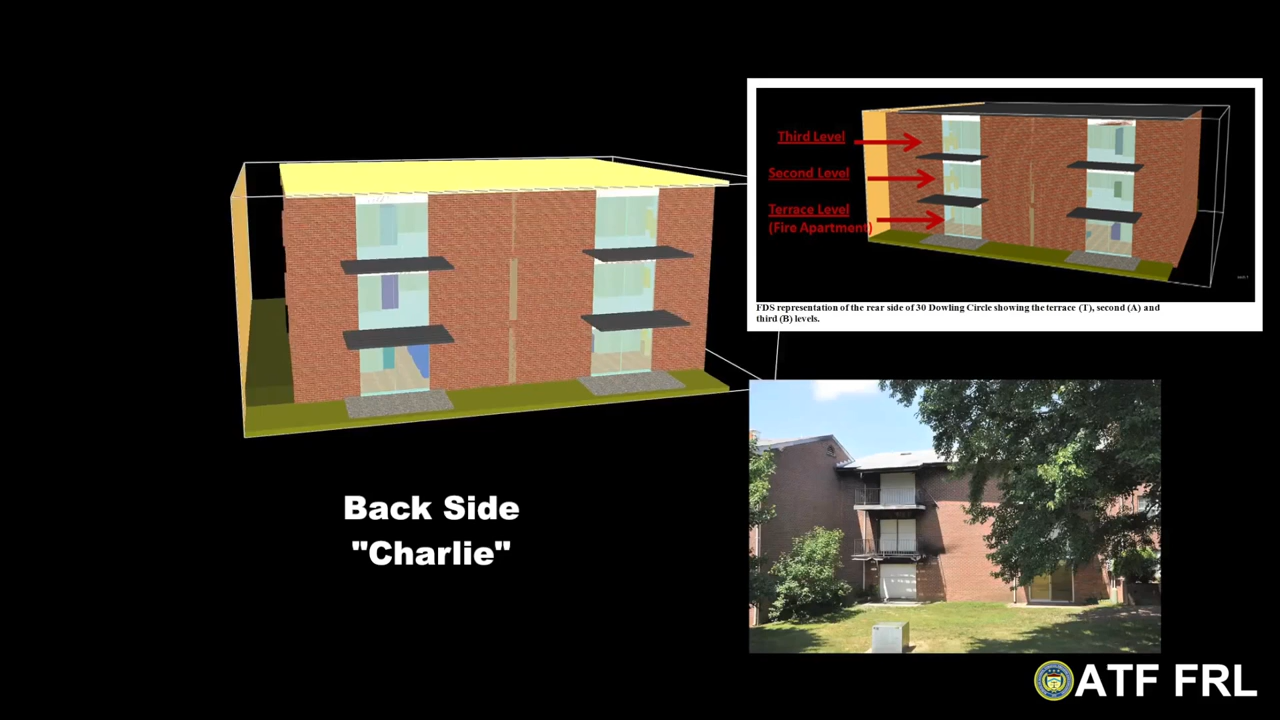 Third Level
Second Level
Terrace Level
(Fire Apartment)
FDS representation of the rear side of 30 Dowling Circle showing the terrace (T), second (A) and
third (B) levels.
Back Side
"Charlie"
ATF FRL